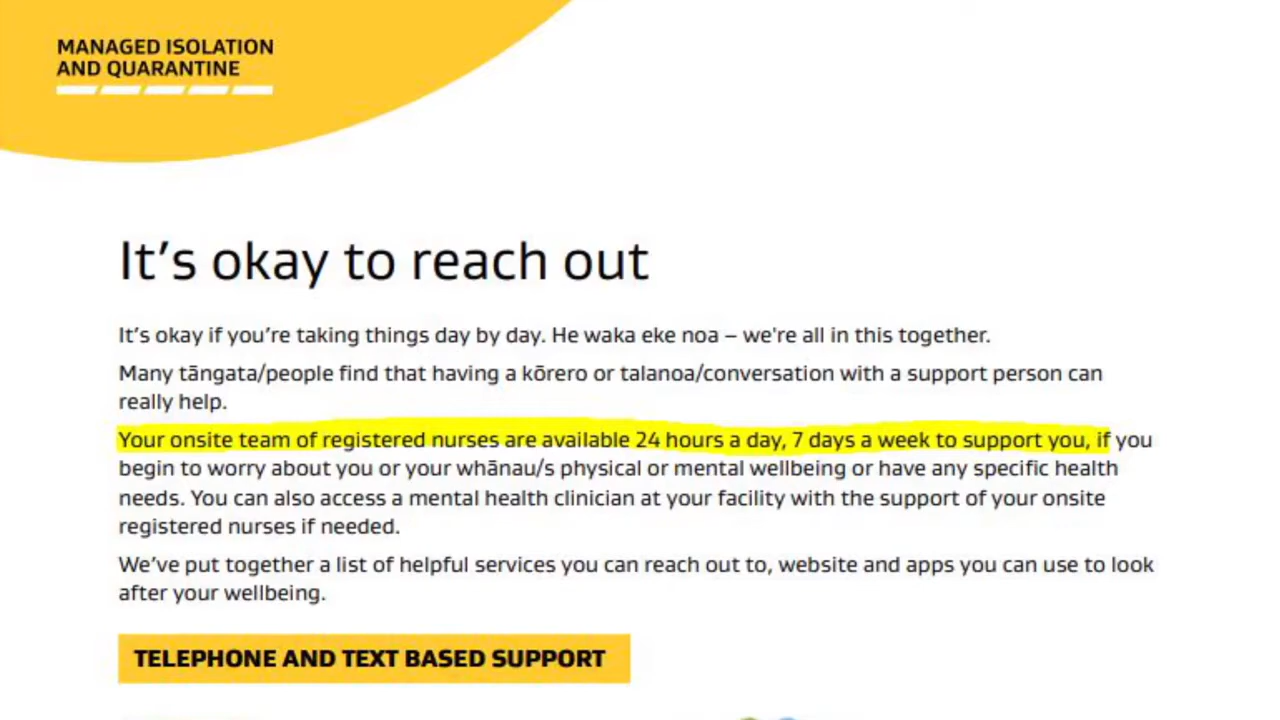 MANAGED ISOLATION
AND QUARANTINE
It’s okay to reach out
It’s okay if you’re taking things day by day. He waka eke noa – we're all in this together.
Many tāngata/people find that having a kōrero or talanoa/conversation with a support person can
really help.
Your onsite team of registered nurses are available 24 hours a day, 7 days a week to support you, if you
begin to worry about you or your whānau/s physical or mental wellbeing or have any specific health
needs. You can also access a mental health clinician at your facility with the support of your onsite
registered nurses if needed.
We’ve put together a list of helpful services you can reach out to, website and apps you can use to look
after your wellbeing.
TELEPHONE AND TEXT BASED SUPPORT